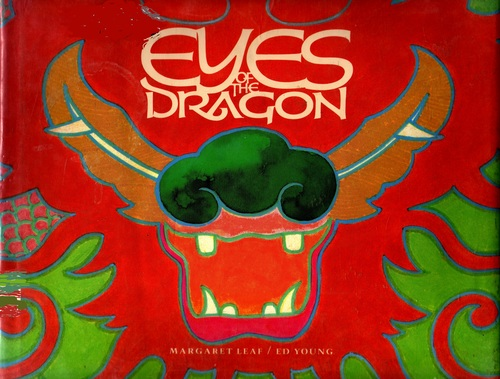 EYES
OF
THE
DRAGON
MARGARET LEAF / ED YOUNG